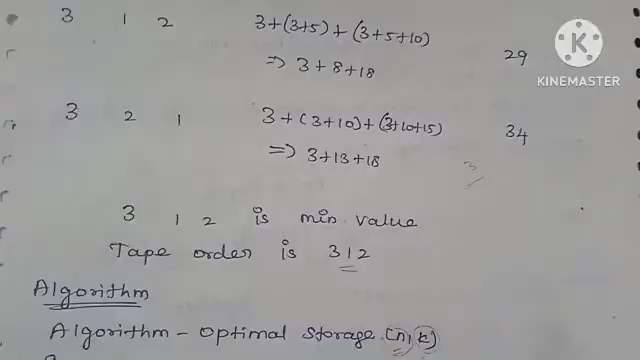 3 1 2 3+(3+5)+(3+5+10)
⇒ 3+8+18 29
KINEMASTER
3 2 1 3+(3+10)+(3+10+15) 34
⇒ 3+13+18
3 1 2 is min value
Tape order is 312
Algorithm
Algorithm - Optimal Storage (n, k)